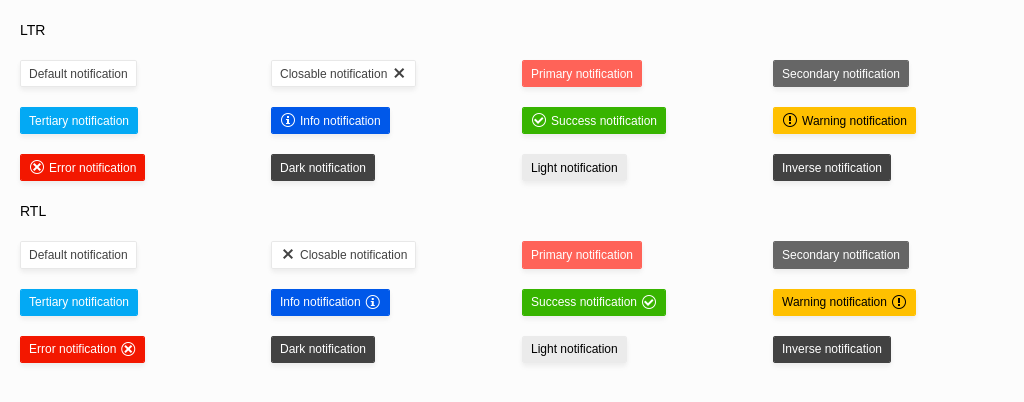 LTR
Default notification
Closable notification
Primary notification
Secondary notification
Tertiary notification
Info notification
Success notification
Warning notification
Error notification
Dark notification
Light notification
Inverse notification
RTL
Default notification
Closable notification
Primary notification
Secondary notification
Tertiary notification
Info notification
Success notification
Warning notification
Error notification
Dark notification
Light notification
Inverse notification